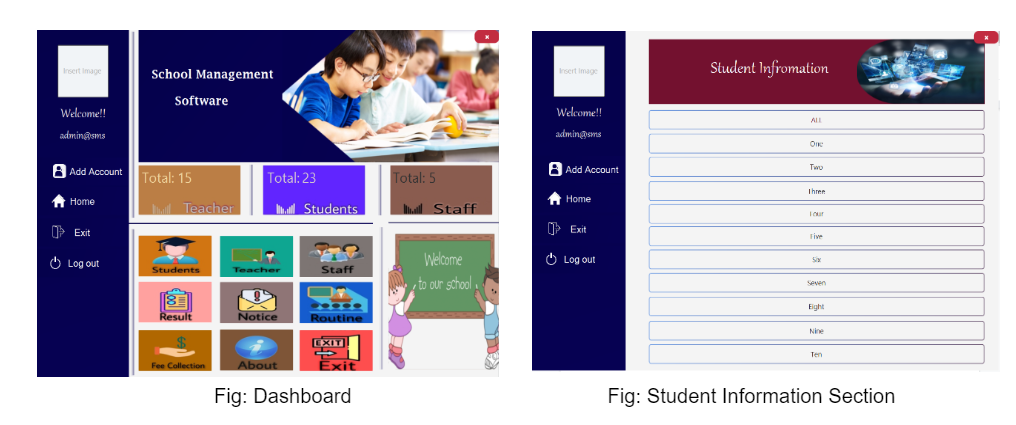 Insert Image
Welcome!!
admin@sms
Add Account
Home
Exit
Log out
School Management
Software
×
Total: 15
Teacher
Total: 23
Students
Total: 5
Staff
Students
Teacher
Staff
Result
Notice
Routine
Fee Collection
About
EXIT
Exit
Welcome
to our school
Fig: Dashboard
Insert Image
Welcome!!
admin@sms
Add Account
Home
Exit
Log out
Student Infromation
×
ALL
One
Two
Three
Four
Five
Six
Seven
Eight
Nine
Ten
Fig: Student Information Section